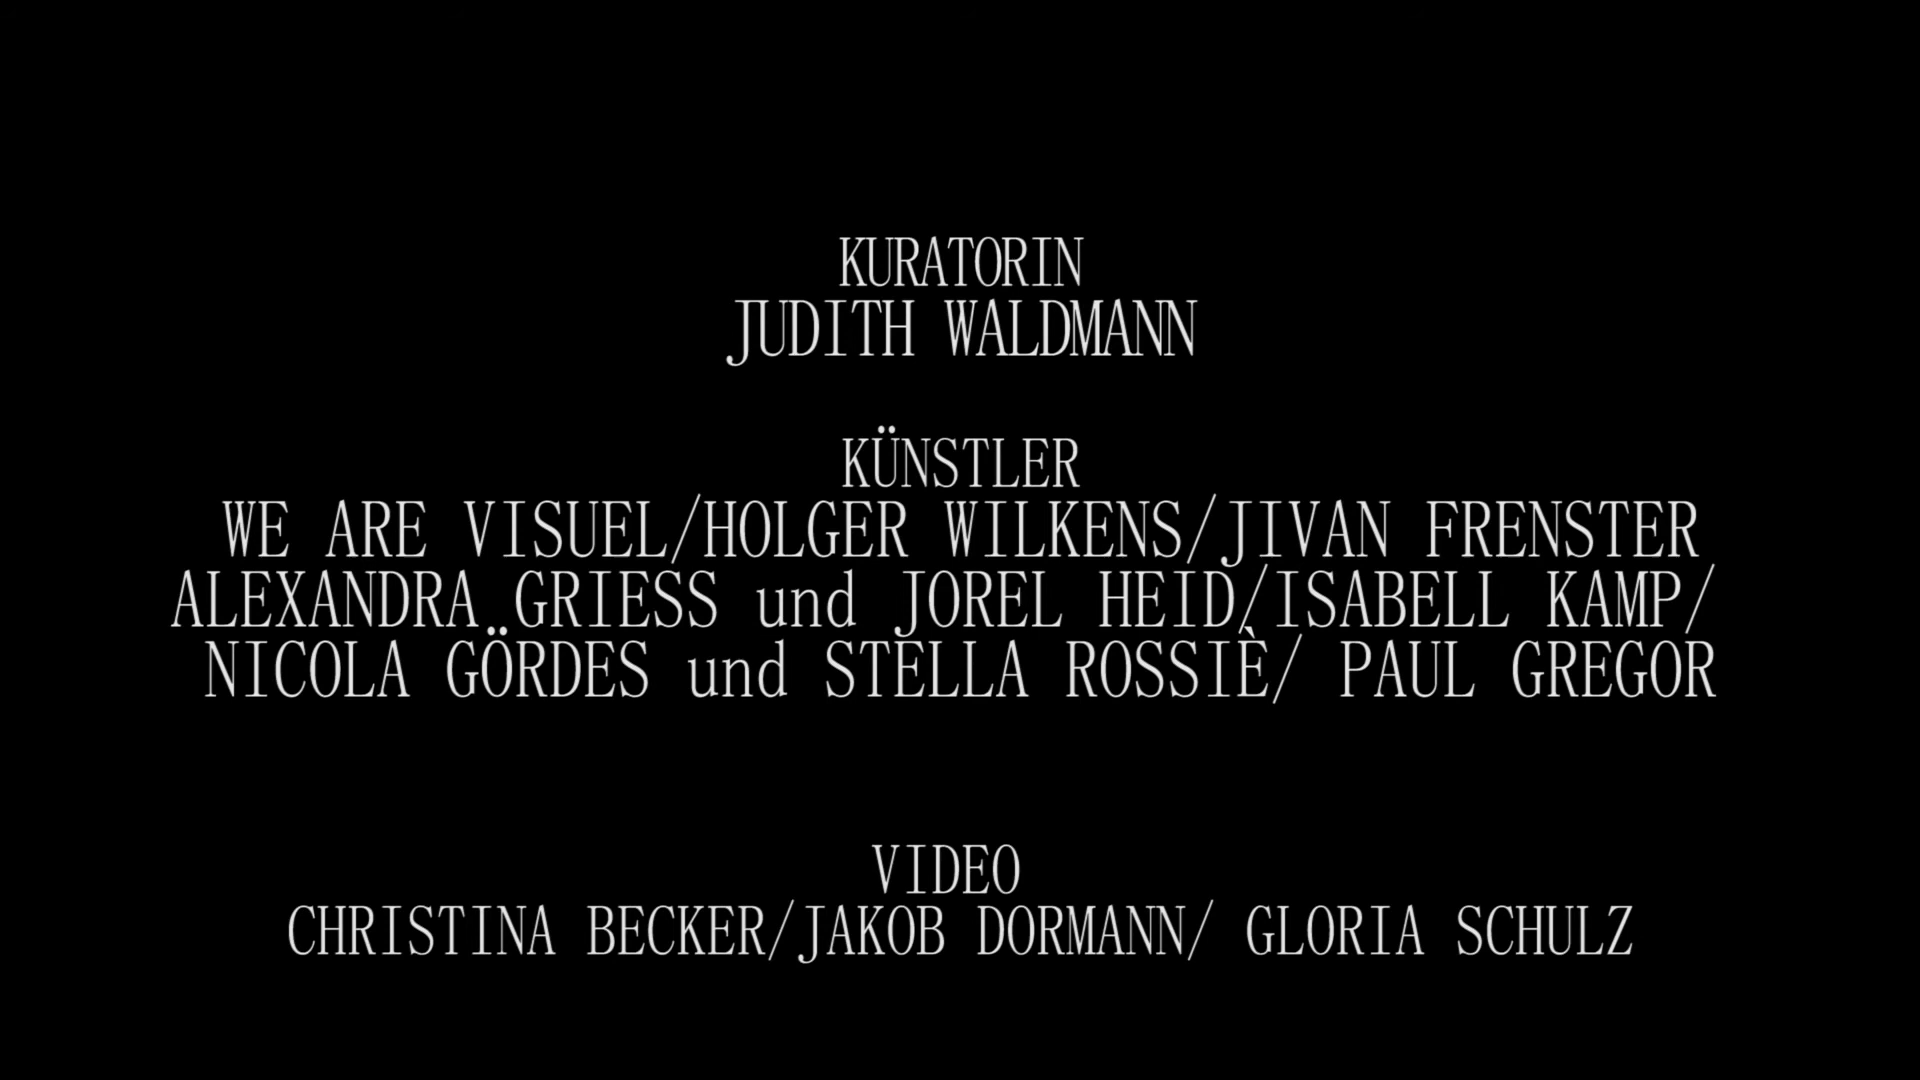 KURATORIN
JUDITH WALDMANN
KÜNSTLER
WE ARE VISUEL/HOLGER WILKENS/JIVAN FRENSTER
ALEXANDRA GRIESS und JOREL HEID/ISABELL KAMP/
NICOLA GÖRDES und STELLA ROSSIÈ/ PAUL GREGOR
VIDEO
CHRISTINA BECKER/JAKOB DORMANN/ GLORIA SCHULZ